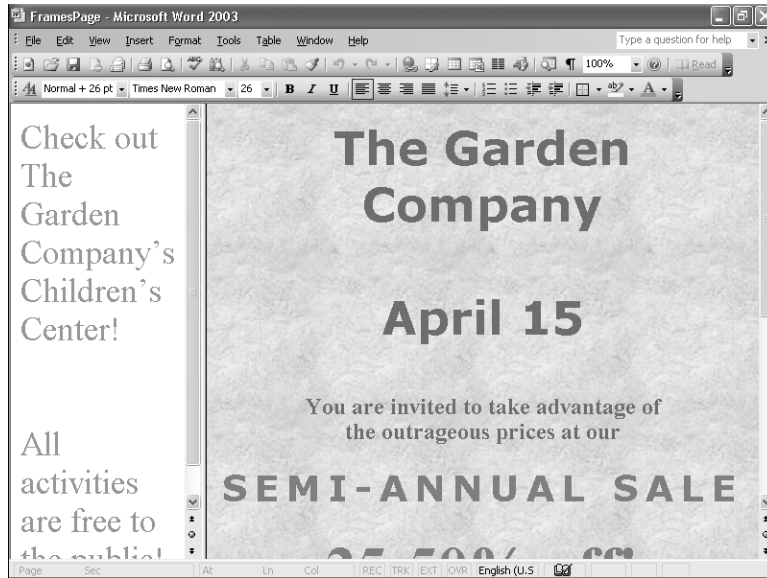 FramesPage - Microsoft Word 2003
File Edit View Insert Format Tools Table Window Help Type a question for help
100% Read
Normal + 26 pt Times New Roman 26 B I U
Check out
The
Garden
Company's
Children's
Center!
All
activities
are free to
the public!
The Garden
Company
April 15
You are invited to take advantage of
the outrageous prices at our
SEMI-ANNUAL SALE
Page Sec At Ln Col REC TRK EXT OVR English (U.S